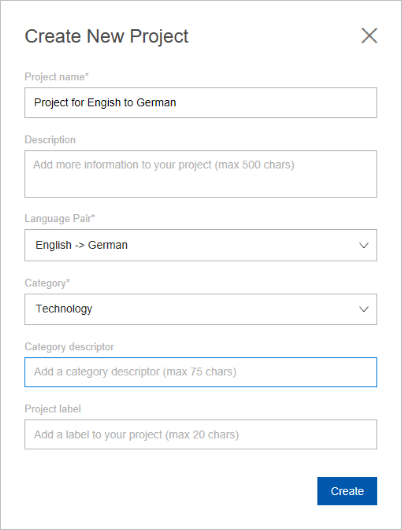 Create New Project
Project name*
Project for Engish to German
Description
Add more information to your project (max 500 chars)
Language Pair*
English -> German
Category*
Technology
Category descriptor
Add a category descriptor (max 75 chars)
Project label
Add a label to your project (max 20 chars)
Create